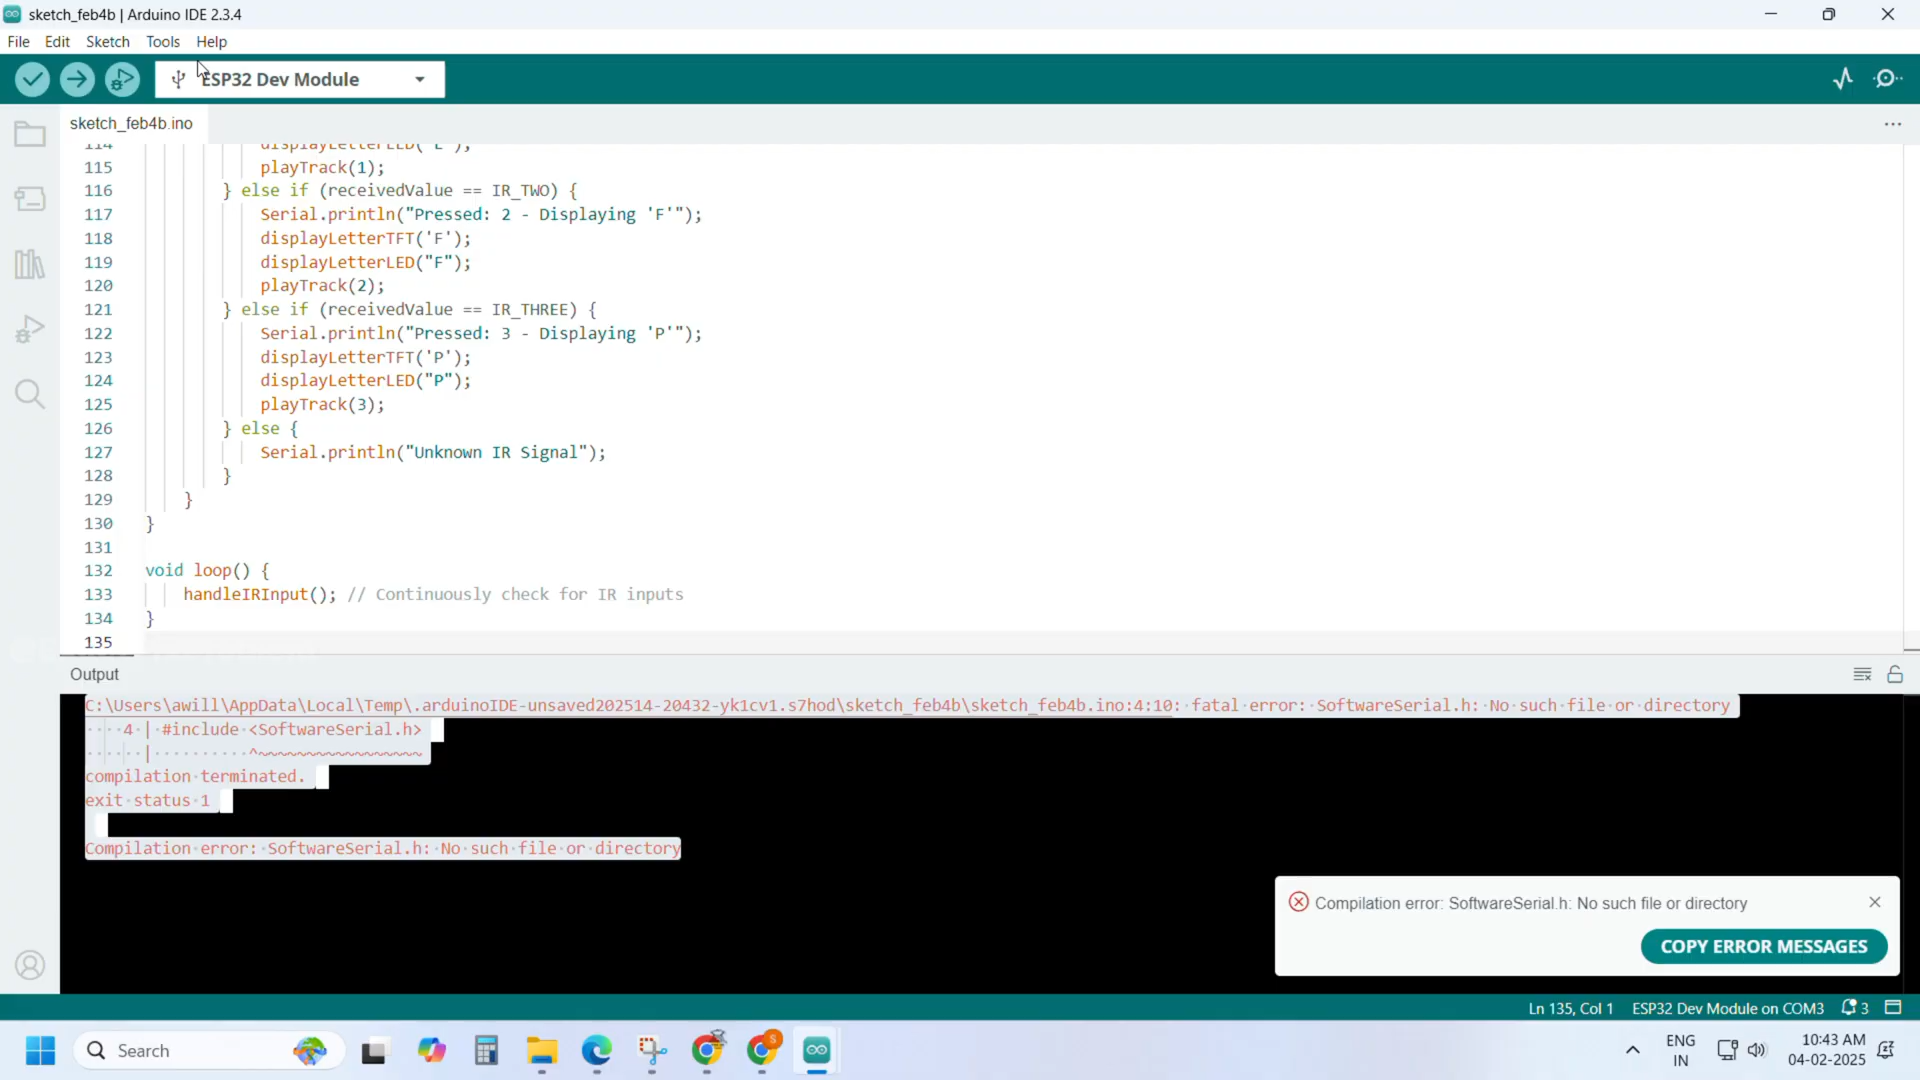 sketch_feb4b | Arduino IDE 2.3.4
File Edit Sketch Tools Help
ESP32 Dev Module
sketch_feb4b.ino
114 displayLetterLED("E");
115 playTrack(1);
116 } else if (receivedValue == IR_TWO) {
117 Serial.println("Pressed: 2 - Displaying 'F'");
118 displayLetterTFT('F');
119 displayLetterLED("F");
120 playTrack(2);
121 } else if (receivedValue == IR_THREE) {
122 Serial.println("Pressed: 3 - Displaying 'P'");
123 displayLetterTFT('P');
124 displayLetterLED("P");
125 playTrack(3);
126 } else {
127 Serial.println("Unknown IR Signal");
128 }
129 }
130 }
131
132 void loop() {
133 handleIRInput(); // Continuously check for IR inputs
134 }
135
Output
C:\Users\awill\AppData\Local\Temp\.arduinoIDE-unsaved202514-20432-yk1cv1.s7hod\sketch_feb4b\sketch_feb4b.ino:4:10: fatal error: SoftwareSerial.h: No such file or directory
4 | #include <SoftwareSerial.h>
| ^~~~~~~~~~~~~~~~~~
compilation terminated.
exit status 1
Compilation error: SoftwareSerial.h: No such file or directory
Compilation error: SoftwareSerial.h: No such file or directory
COPY ERROR MESSAGES
Ln 135, Col 1 ESP32 Dev Module on COM3 3
Search
S
ENG
IN
10:43 AM
04-02-2025